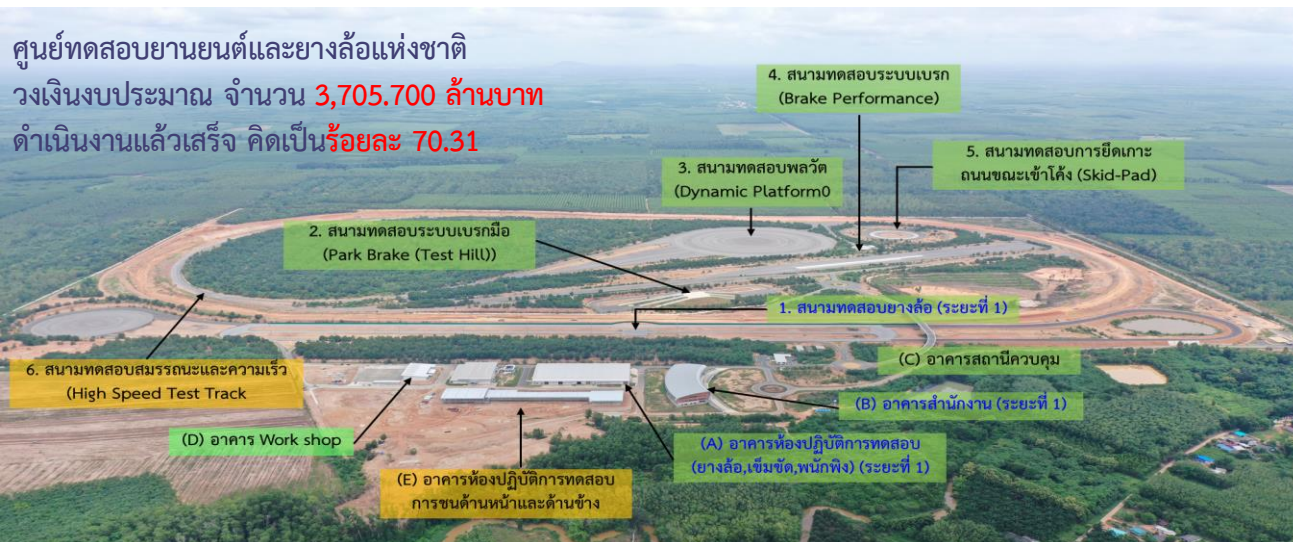 ศูนย์ทดสอบยานยนต์และยางล้อแห่งชาติ
วงเงินงบประมาณ จำนวน 3,705.700 ล้านบาท
ดำเนินงานแล้วเสร็จ คิดเป็นร้อยละ 70.31
4. สนามทดสอบระบบเบรก
(Brake Performance)
5. สนามทดสอบการยึดเกาะ
ถนนขณะเข้าโค้ง (Skid-Pad)
3. สนามทดสอบพลวัต
(Dynamic Platform0
2. สนามทดสอบระบบเบรกมือ
(Park Brake (Test Hill))
1. สนามทดสอบยางล้อ (ระยะที่ 1)
6. สนามทดสอบสมรรถนะและความเร็ว
(High Speed Test Track
(C) อาคารสถานีควบคุม
(B) อาคารสำนักงาน (ระยะที่ 1)
(D) อาคาร Work shop
(A) อาคารห้องปฏิบัติการทดสอบ
(ยางล้อ,เข็มขัด,พนักพิง) (ระยะที่ 1)
(E) อาคารห้องปฏิบัติการทดสอบ
การชนด้านหน้าและด้านข้าง